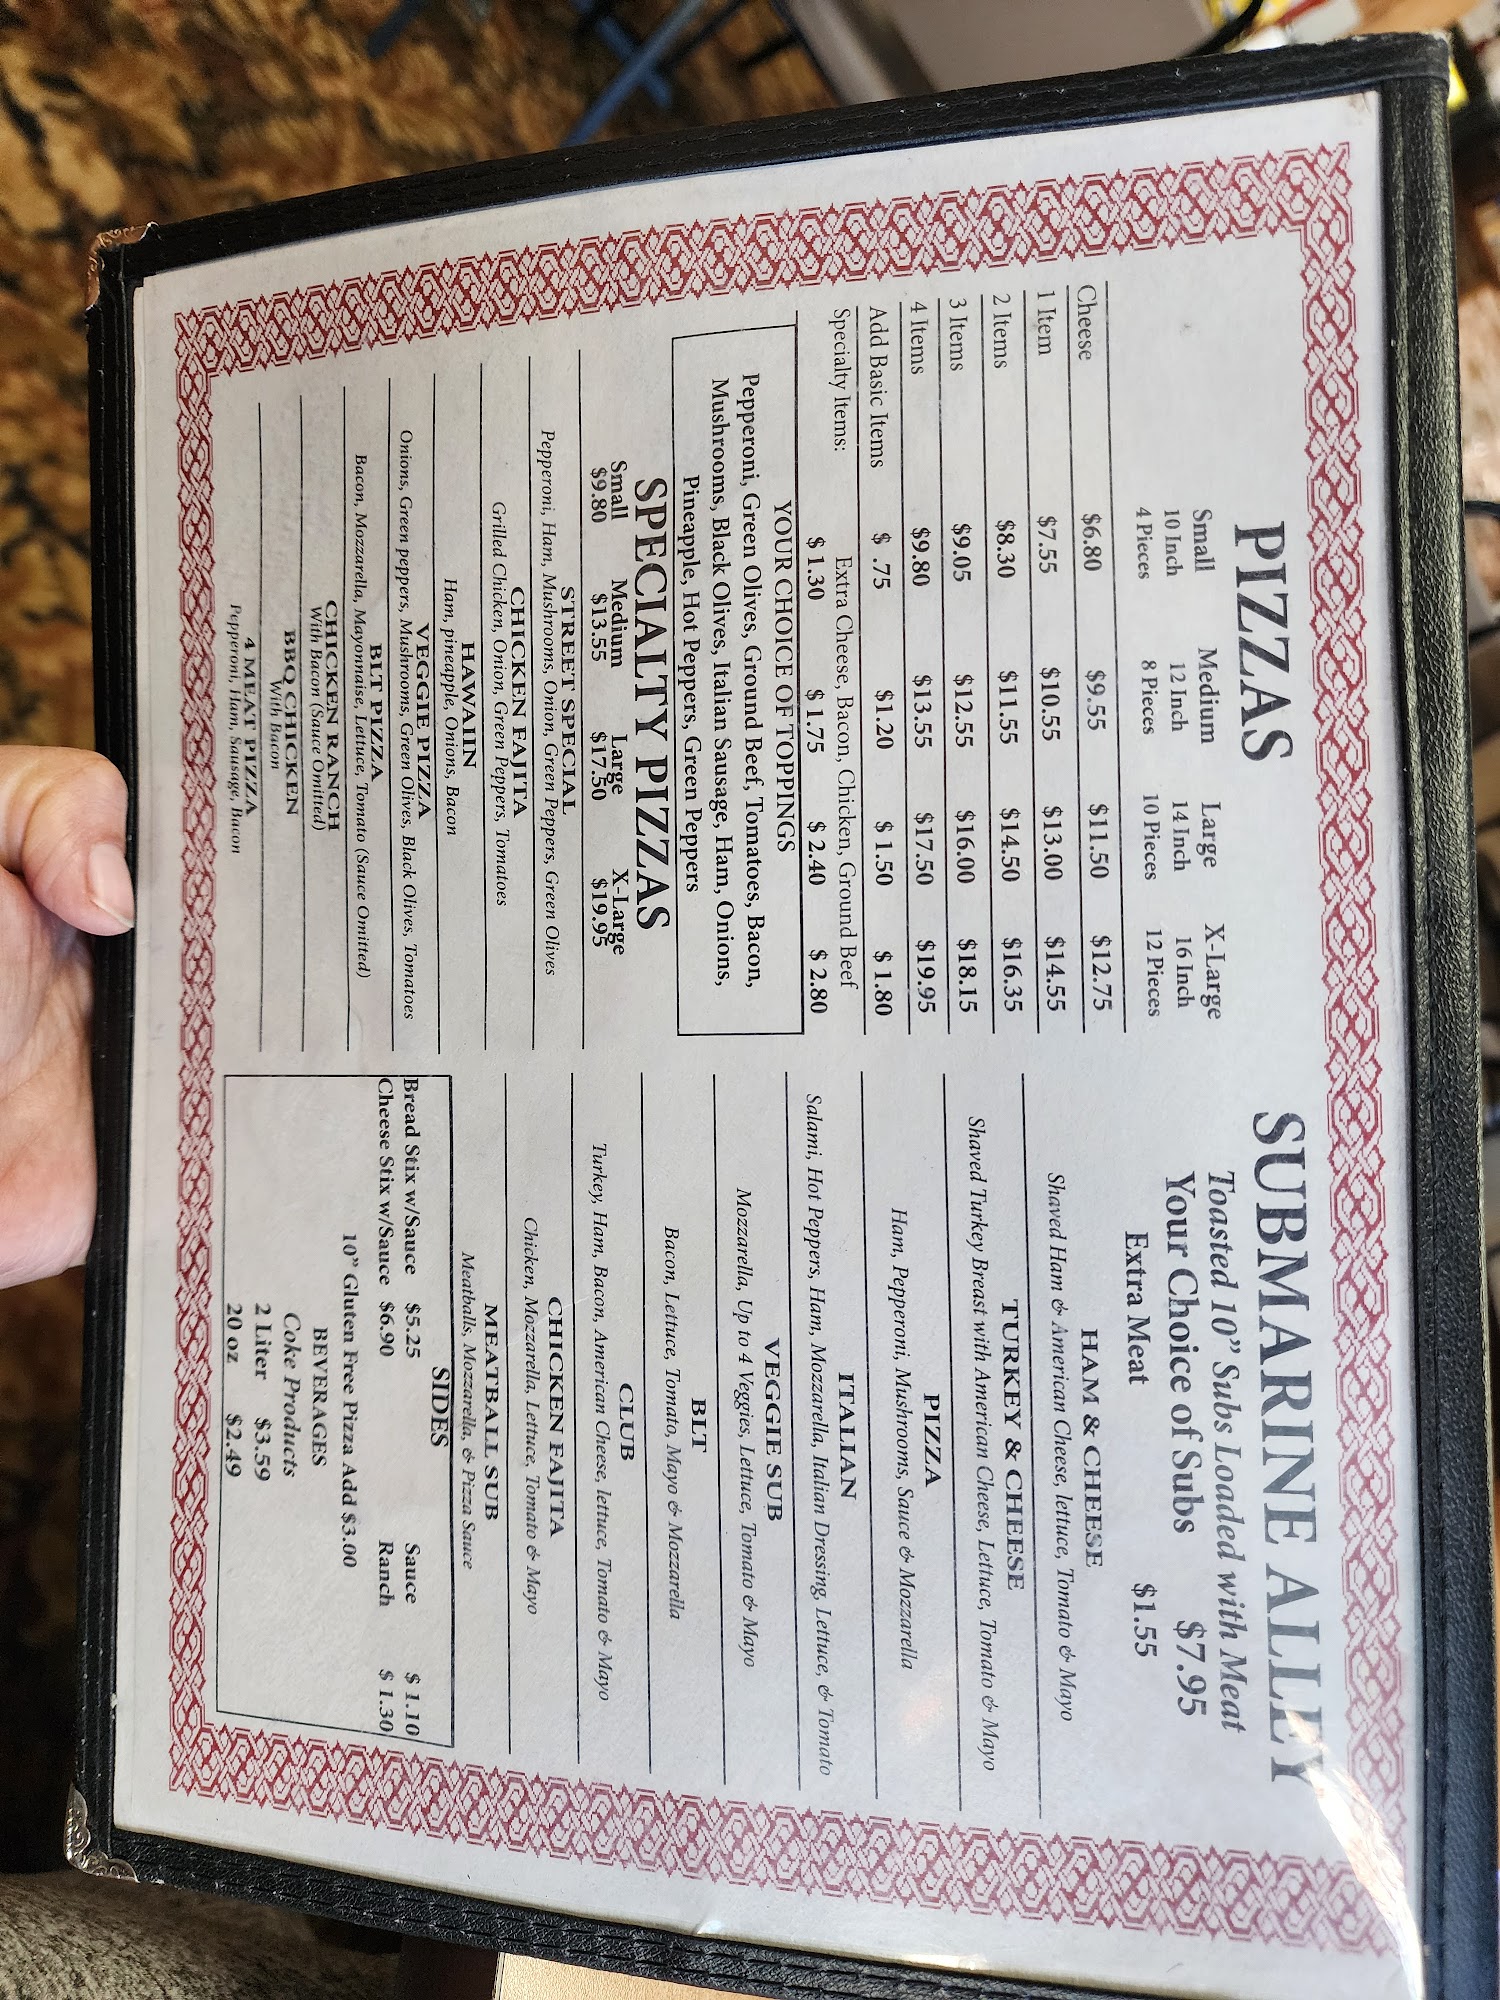 PIZZAS
Small Medium Large X-Large
10 Inch 12 Inch 14 Inch 16 Inch
4 Pieces 8 Pieces 10 Pieces 12 Pieces
Cheese $6.80 $9.55 $11.50 $12.75
1 Item $7.55 $10.55 $13.00 $14.55
2 Items $8.30 $11.55 $14.50 $16.35
3 Items $9.05 $12.55 $16.00 $18.15
4 Items $9.80 $13.55 $17.50 $19.95
Add Basic Items $ .75 $1.20 $ 1.50 $ 1.80
Specialty Items: Extra Cheese, Bacon, Chicken, Ground Beef
$ 1.30 $ 1.75 $ 2.40 $ 2.80
YOUR CHOICE OF TOPPINGS
Pepperoni, Green Olives, Ground Beef, Tomatoes, Bacon,
Mushrooms, Black Olives, Italian Sausage, Ham, Onions,
Pineapple, Hot Peppers, Green Peppers
SPECIALTY PIZZAS
Small Medium Large X-Large
$9.80 $13.55 $17.50 $19.95
STREET SPECIAL
Pepperoni, Ham, Mushrooms, Onion, Green Peppers, Green Olives
CHICKEN FAJITA
Grilled Chicken, Onion, Green Peppers, Tomatoes
HAWAIIN
Ham, pineapple, Onions, Bacon
VEGGIE PIZZA
Onions, Green peppers, Mushrooms, Green Olives, Black Olives, Tomatoes
BLT PIZZA
Bacon, Mozzarella, Mayonnaise, Lettuce, Tomato (Sauce Omitted)
CHICKEN RANCH
With Bacon (Sauce Omitted)
BBQ CHICKEN
With Bacon
4 MEAT PIZZA
Pepperoni, Ham, Sausage, Bacon
SUBMARINE ALLEY
Toasted 10" Subs Loaded with Meat
Your Choice of Subs $7.95
Extra Meat $1.55
HAM & CHEESE
Shaved Ham & American Cheese, lettuce, Tomato & Mayo
TURKEY & CHEESE
Shaved Turkey Breast with American Cheese, Lettuce, Tomato & Mayo
PIZZA
Ham, Pepperoni, Mushrooms, Sauce & Mozzarella
ITALIAN
Salami, Hot Peppers, Ham, Mozzarella, Italian Dressing, Lettuce, & Tomato
VEGGIE SUB
Mozzarella, Up to 4 Veggies, Lettuce, Tomato & Mayo
BLT
Bacon, Lettuce, Tomato, Mayo & Mozzarella
CLUB
Turkey, Ham, Bacon, American Cheese, lettuce, Tomato & Mayo
CHICKEN FAJITA
Chicken, Mozzarella, Lettuce, Tomato & Mayo
MEATBALL SUB
Meatballs, Mozzarella, & Pizza Sauce
SIDES
Bread Stix w/Sauce $5.25 Sauce $ 1.10
Cheese Stix w/Sauce $6.90 Ranch $ 1.30
10" Gluten Free Pizza Add $3.00
BEVERAGES
Coke Products
2 Liter $3.59
20 oz $2.49